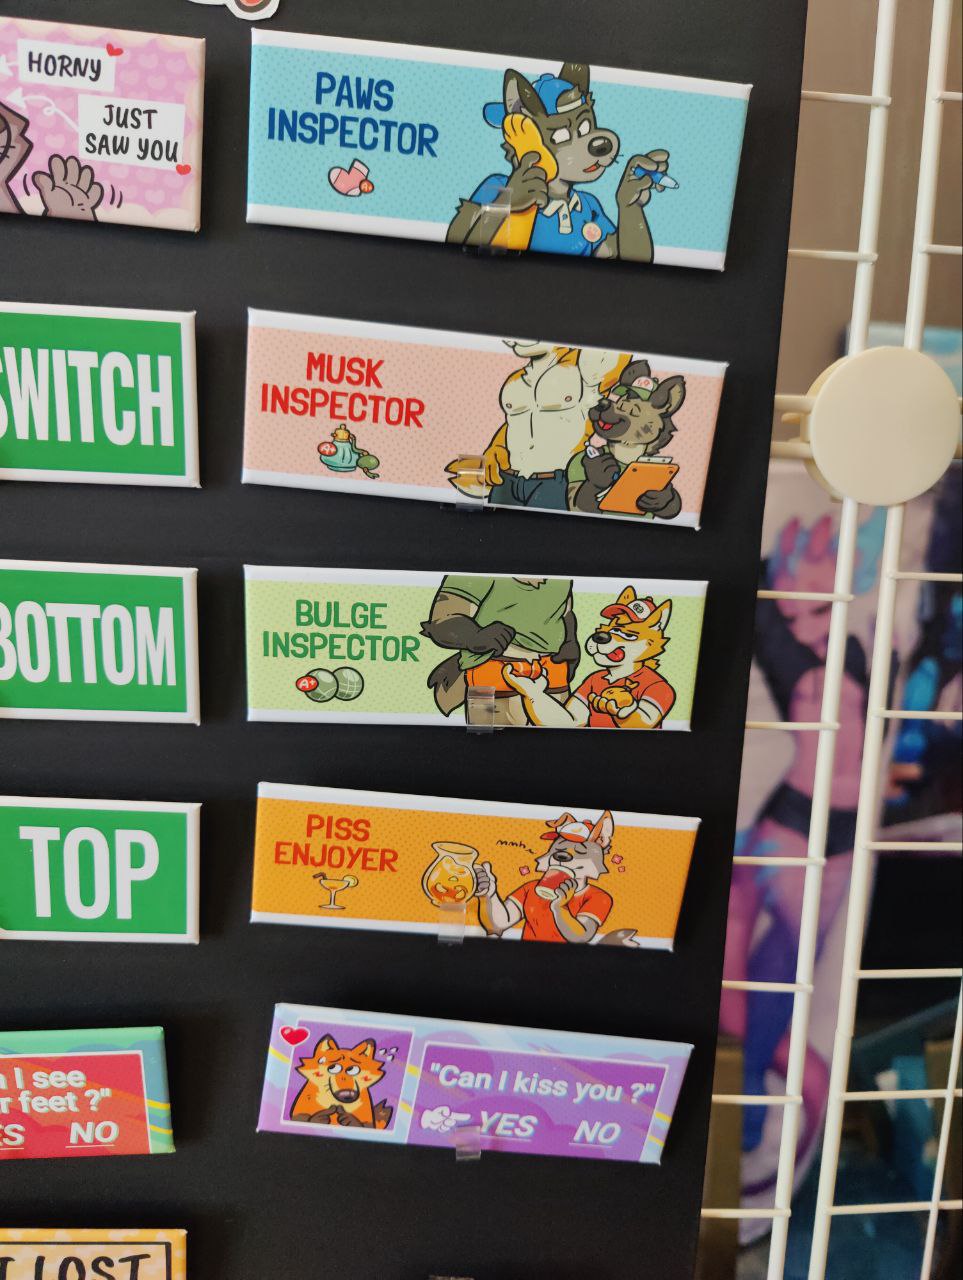 HORNY
JUST
SAW YOU
PAWS
INSPECTOR
A+
SWITCH
MUSK
INSPECTOR
A+
BOTTOM
BULGE
INSPECTOR
A+
TOP
PISS
ENJOYER
mmh~
I see
feet ?"
NO
"Can I kiss you ?"
YES NO
LOST